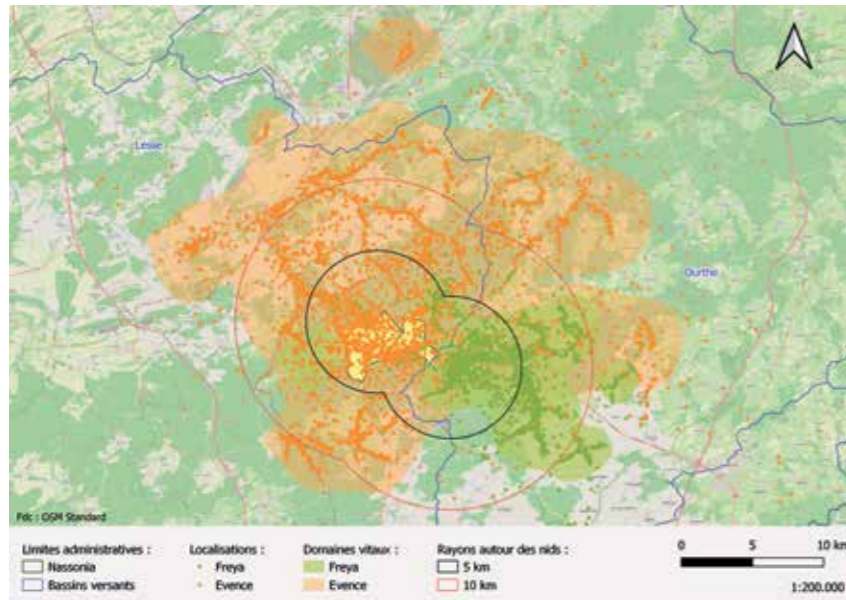 Lesse
Ourthe
Fdc : OSM Standard
Limites administratives :
Nassonia
Bassins versants
Localisations :
Freya
Evence
Domaines vitaux :
Freya
Evence
Rayons autour des nids :
5 km
10 km
0 5 10 km
1:200.000